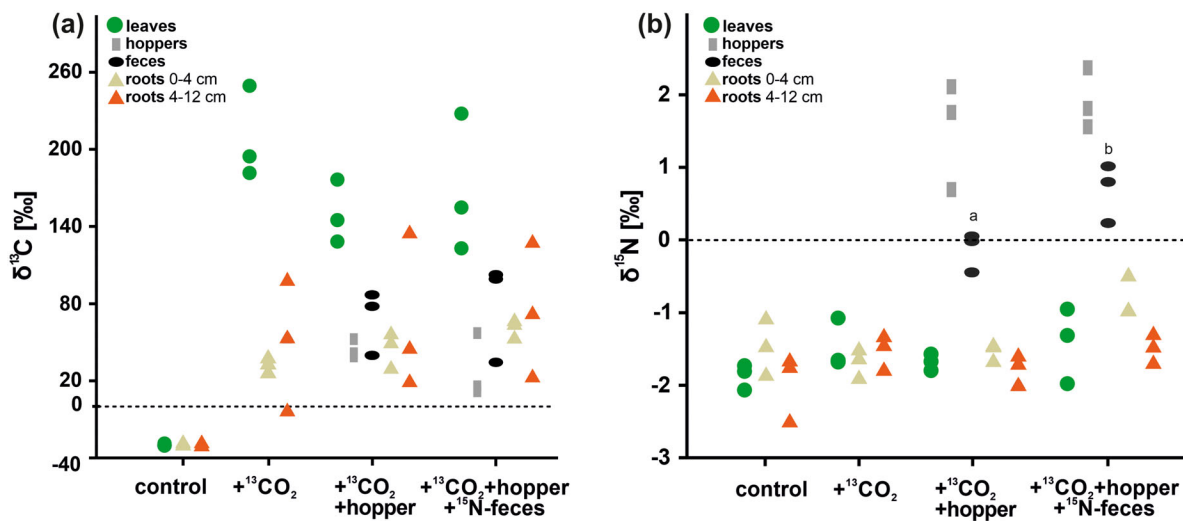 (a)
leaves
hoppers
feces
roots 0-4 cm
roots 4-12 cm
260
200
140
80
20
0
-40
δ¹³C [‰]
control
+¹³CO₂
+¹³CO₂
+hopper
+¹³CO₂+hopper
+¹⁵N-feces
(b)
leaves
hoppers
feces
roots 0-4 cm
roots 4-12 cm
2
1
0
-1
-2
-3
δ¹⁵N [‰]
a
b
control
+¹³CO₂
+¹³CO₂
+hopper
+¹³CO₂+hopper
+¹⁵N-feces